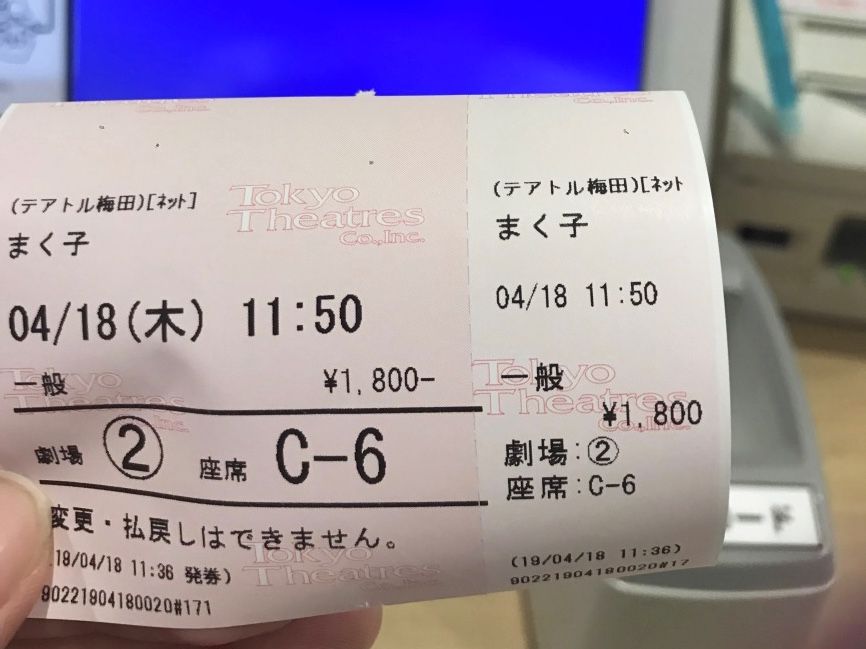 (テアトル梅田)[ネット]
まく子
04/18(木) 11:50
一般 ¥1,800-
劇場 ② 座席 C-6
変更・払戻しはできません。
19/04/18 11:36 発券)
90221904180020#171
Tokyo
Theatres
Co.,Inc.
(テアトル梅田)[ネット
まく子
04/18 11:50
一般
¥1,800
劇場:②
座席:C-6
(19/04/18 11:36)
90221904180020#17